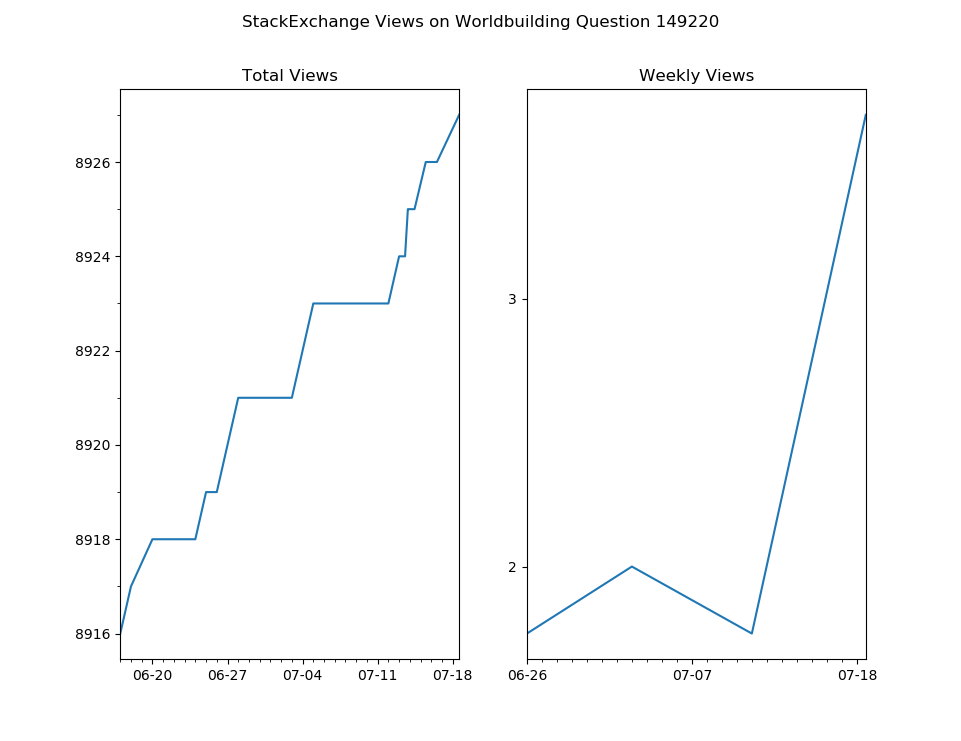 StackExchange Views on Worldbuilding Question 149220
Total Views
8926
8924
8922
8920
8918
8916
06-20 06-27 07-04 07-11 07-18
Weekly Views
3
2
06-26 07-07 07-18